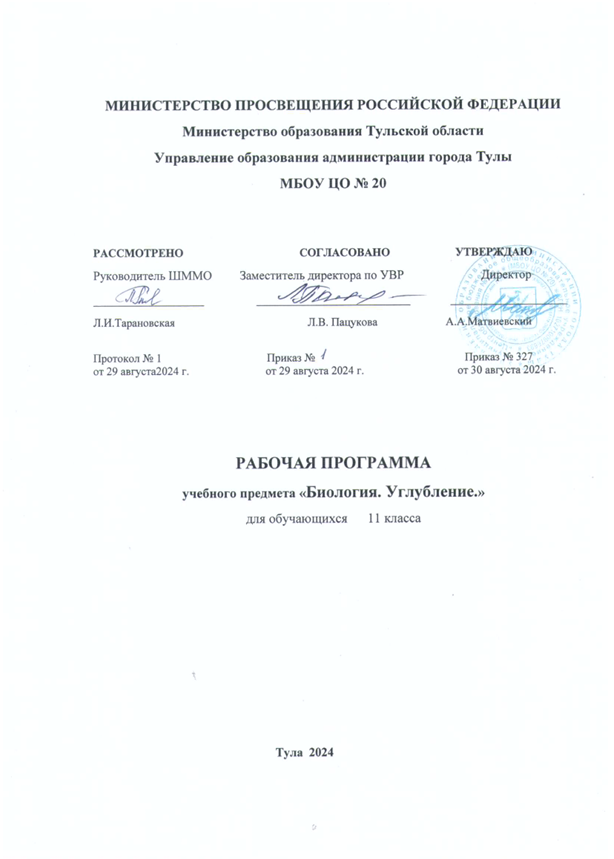 МИНИСТЕРСТВО ПРОСВЕЩЕНИЯ РОССИЙСКОЙ ФЕДЕРАЦИИ
Министерство образования Тульской области
Управление образования администрации города Тулы
МБОУ ЦО № 20
РАССМОТРЕНО СОГЛАСОВАНО УТВЕРЖДАЮ
Руководитель ШММО Заместитель директора по УВР Директор
Л.И.Тарановская Л.В. Пацукова А.А.Матвиевский
Протокол № 1 Приказ № 1 Приказ № 327
от 29 августа2024 г. от 29 августа 2024 г. от 30 августа 2024 г.
РАБОЧАЯ ПРОГРАММА
учебного предмета «Биология. Углубление.»
для обучающихся 11 класса
Тула 2024
0